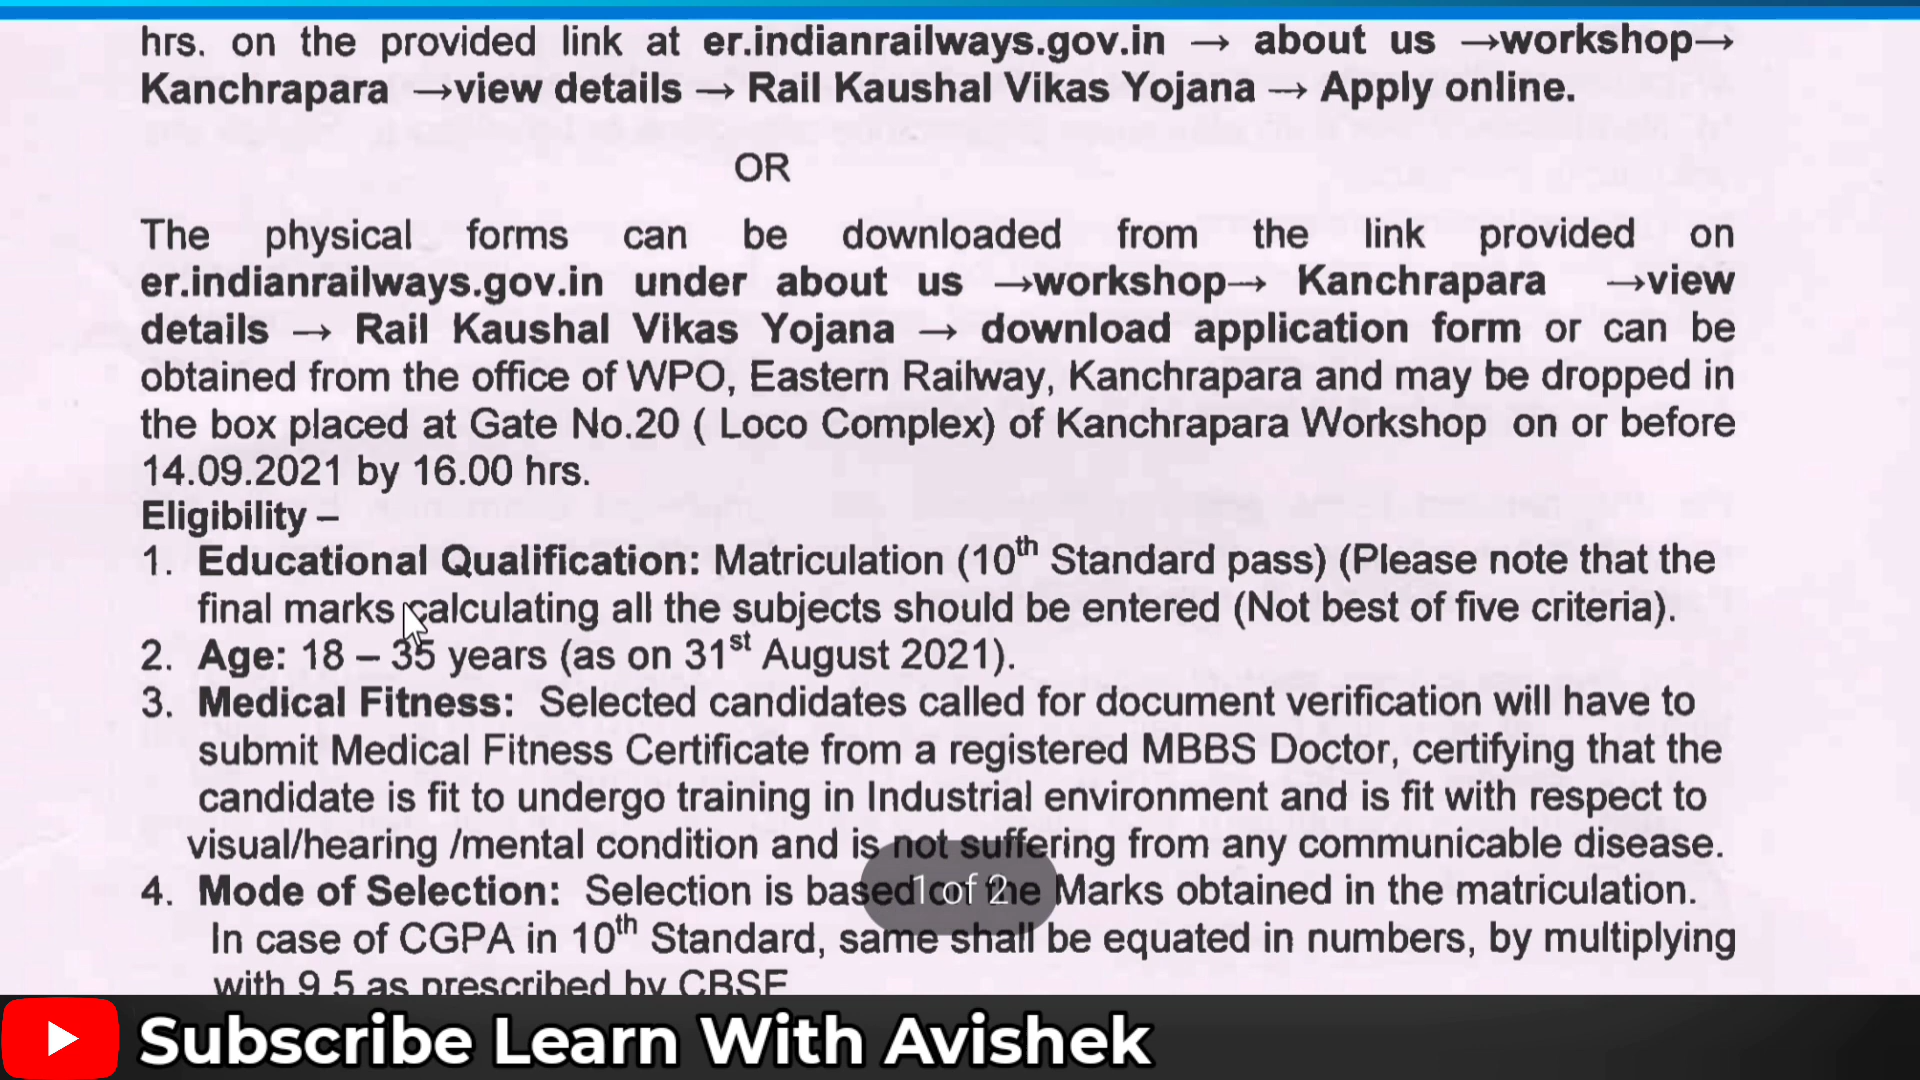 hrs. on the provided link at er.indianrailways.gov.in → about us →workshop→
Kanchrapara →view details → Rail Kaushal Vikas Yojana → Apply online.
OR
The physical forms can be downloaded from the link provided on
er.indianrailways.gov.in under about us →workshop→ Kanchrapara →view
details → Rail Kaushal Vikas Yojana → download application form or can be
obtained from the office of WPO, Eastern Railway, Kanchrapara and may be dropped in
the box placed at Gate No.20 ( Loco Complex) of Kanchrapara Workshop on or before
14.09.2021 by 16.00 hrs.
Eligibility –
1. Educational Qualification: Matriculation (10th Standard pass) (Please note that the
final marks calculating all the subjects should be entered (Not best of five criteria).
2. Age: 18 – 35 years (as on 31st August 2021).
3. Medical Fitness: Selected candidates called for document verification will have to
submit Medical Fitness Certificate from a registered MBBS Doctor, certifying that the
candidate is fit to undergo training in Industrial environment and is fit with respect to
visual/hearing /mental condition and is not suffering from any communicable disease.
4. Mode of Selection: Selection is based on the Marks obtained in the matriculation.
1 of 2
In case of CGPA in 10th Standard, same shall be equated in numbers, by multiplying
with 9.5 as prescribed by CBSE
Subscribe Learn With Avishek